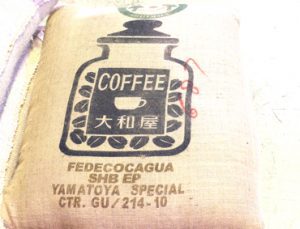 COFFEE
大和屋
FEDECOCAGUA
SHB EP
YAMATOYA SPECIAL
CTR. GU/214-10